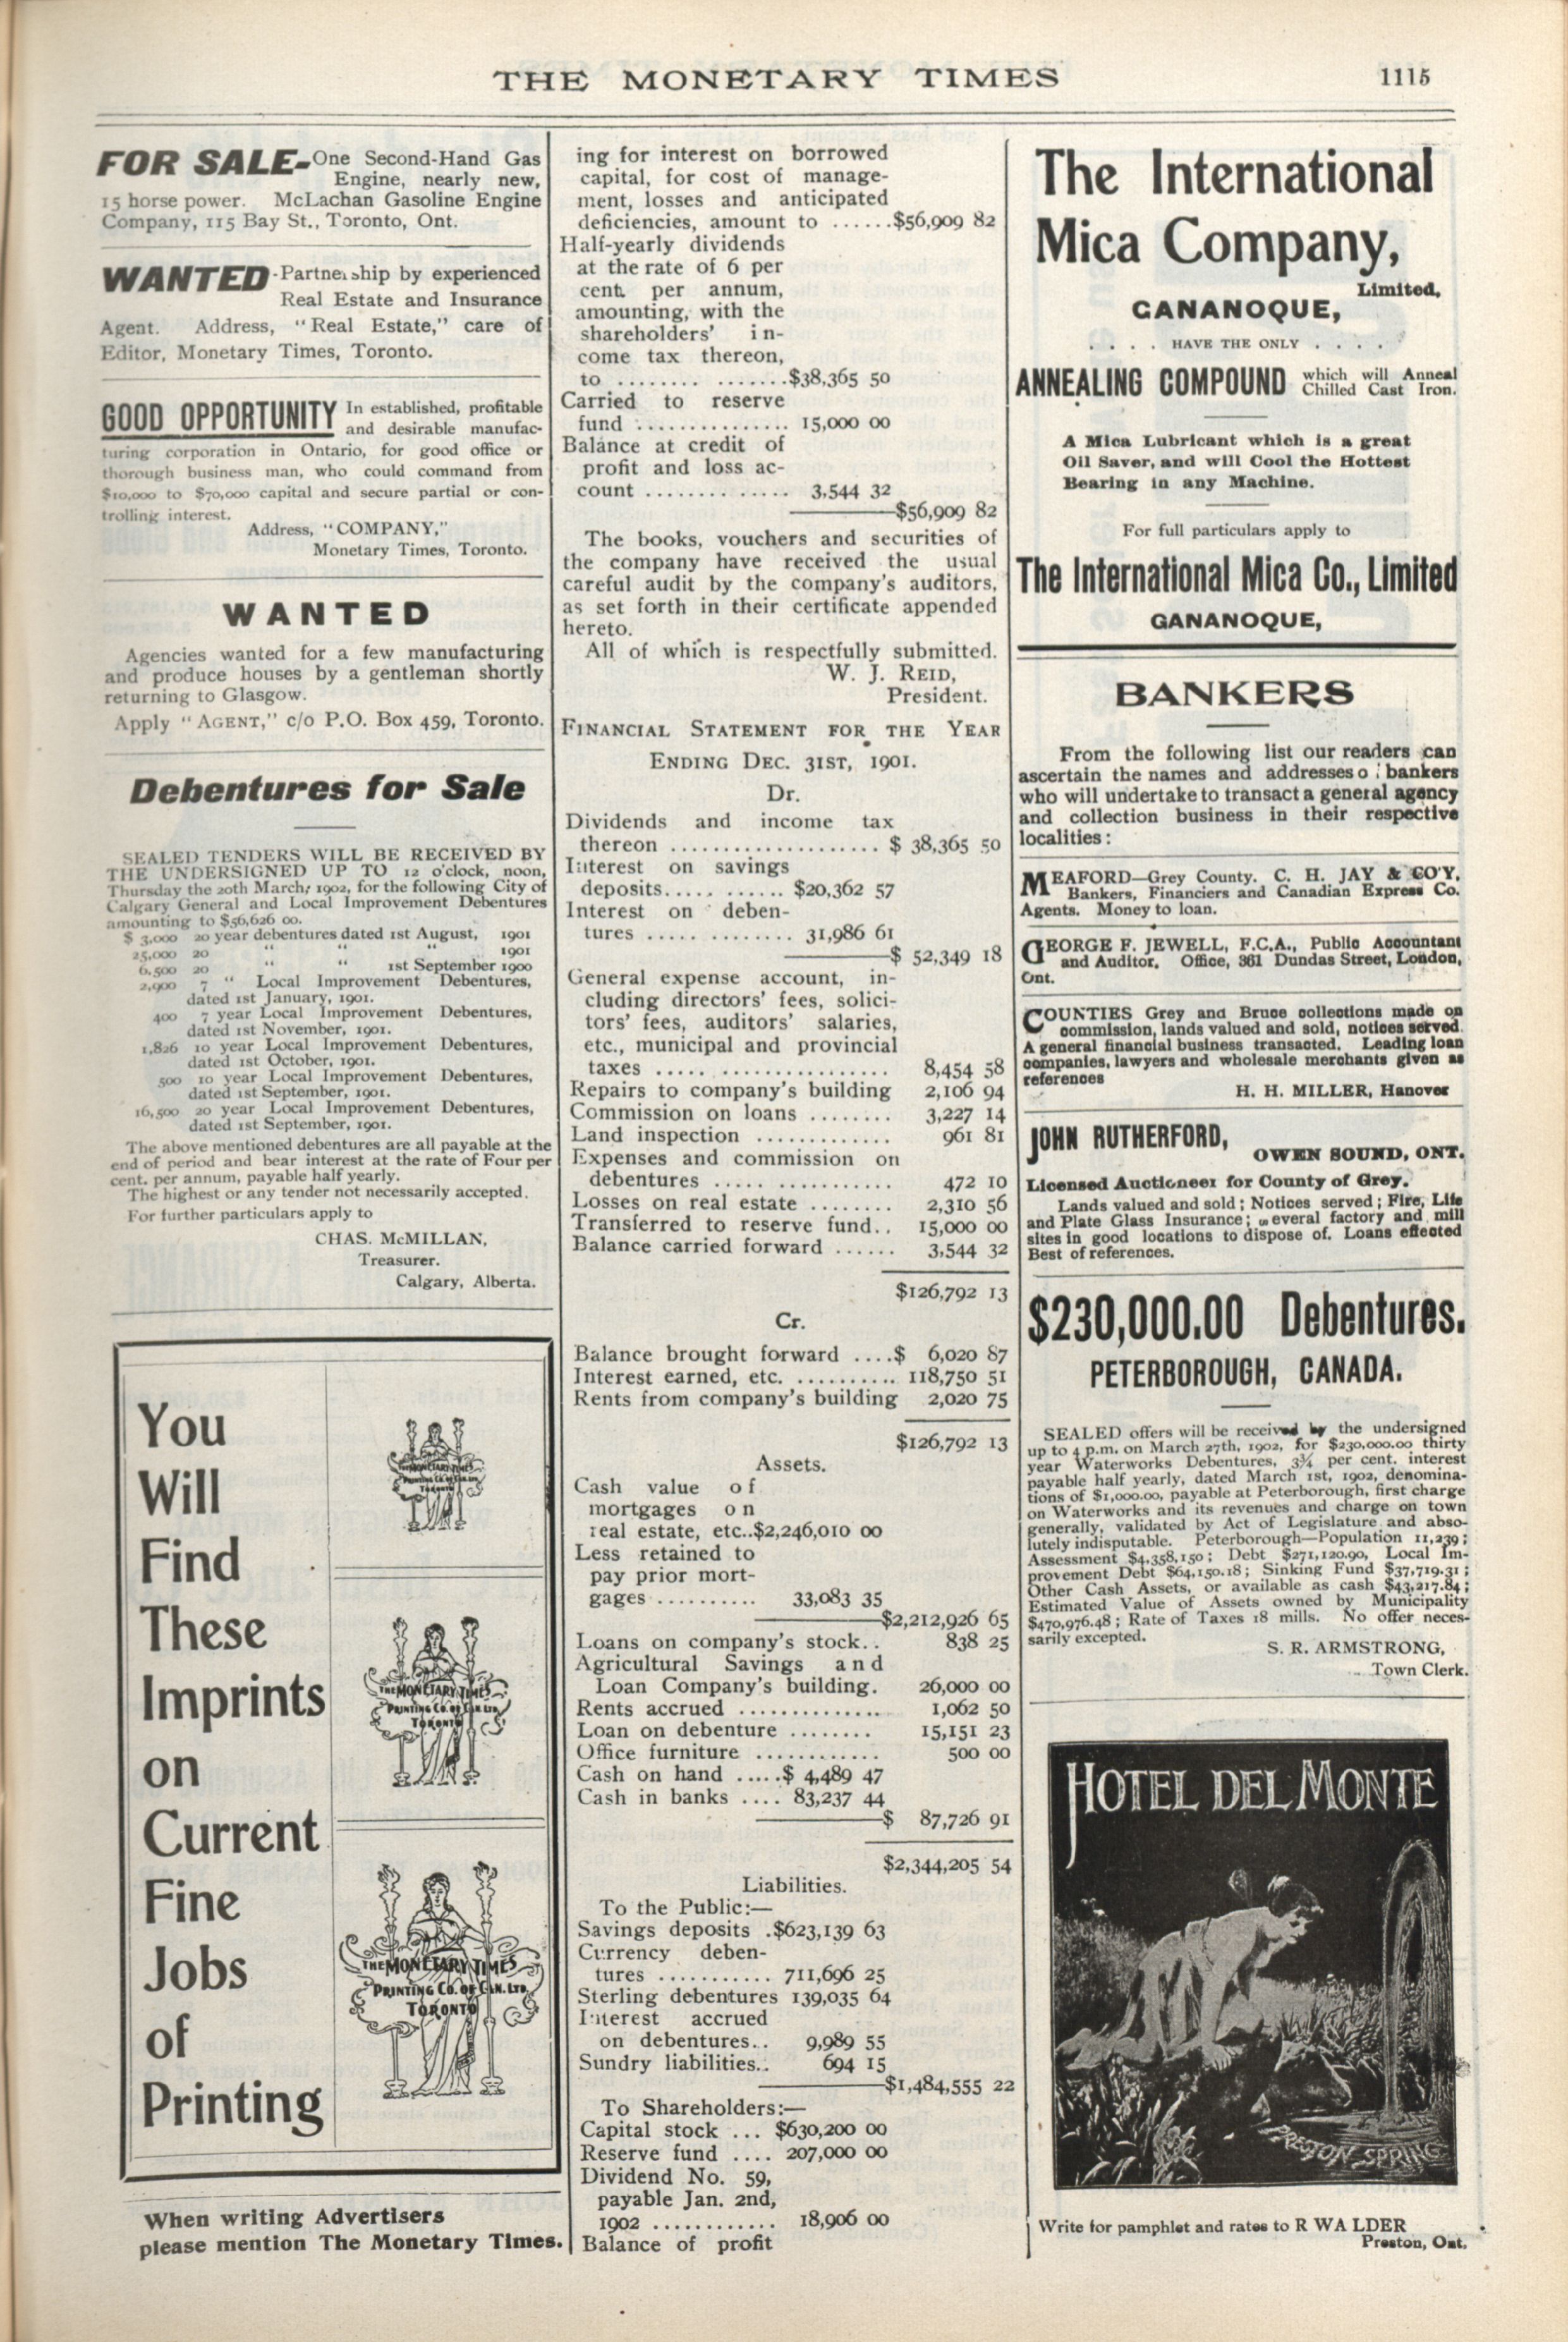 THE MONETARY TIMES
1115
FOR SALE-One Second-Hand Gas
Engine, nearly new,
15 horse power. McLachan Gasoline Engine
Company, 115 Bay St., Toronto, Ont.
WANTED-Partnership by experienced
Real Estate and Insurance
Agent. Address, "Real Estate," care of
Editor, Monetary Times, Toronto.
GOOD OPPORTUNITY In established, profitable
and desirable manufac-
turing corporation in Ontario, for good office or
thorough business man, who could command from
$10,000 to $70,000 capital and secure partial or con-
trolling interest.
Address, "COMPANY,"
Monetary Times, Toronto.
WANTED
Agencies wanted for a few manufacturing
and produce houses by a gentleman shortly
returning to Glasgow.
Apply "AGENT," c/o P.O. Box 459, Toronto.
Debentures for Sale
SEALED TENDERS WILL BE RECEIVED BY
THE UNDERSIGNED UP TO 12 o'clock, noon,
Thursday the 20th March, 1902, for the following City of
Calgary General and Local Improvement Debentures
amounting to $56,626 00.
$ 3,000 20 year debentures dated 1st August, 1901
25,000 20 " " " 1901
6,500 20 " " 1st September 1900
2,900 7 " Local Improvement Debentures,
dated 1st January, 1901.
400 7 year Local Improvement Debentures,
dated 1st November, 1901.
1,826 10 year Local Improvement Debentures,
dated 1st October, 1901.
500 10 year Local Improvement Debentures,
dated 1st September, 1901.
16,500 20 year Local Improvement Debentures,
dated 1st September, 1901.
The above mentioned debentures are all payable at the
end of period and bear interest at the rate of Four per
cent. per annum, payable half yearly.
The highest or any tender not necessarily accepted.
For further particulars apply to
CHAS. McMILLAN,
Treasurer.
Calgary, Alberta.
You
Will
Find
These
Imprints
on
Current
Fine
Jobs
of
Printing
THE MONETARY TIMES
PRINTING CO. OF CAN. LTD.
TORONTO
THE MONETARY TIMES
PRINTING CO. OF CAN. LTD.
TORONTO
THE MONETARY TIMES
PRINTING CO. OF CAN. LTD.
TORONTO
When writing Advertisers
please mention The Monetary Times.
ing for interest on borrowed
capital, for cost of manage-
ment, losses and anticipated
deficiencies, amount to ......$56,909 82
Half-yearly dividends
at the rate of 6 per
cent. per annum,
amounting, with the
shareholders' in-
come tax thereon,
to ........ .......$38,365 50
Carried to reserve
fund ............... 15,000 00
Balance at credit of
profit and loss ac-
count ............. 3,544 32
$56,909 82
The books, vouchers and securities of
the company have received the usual
careful audit by the company's auditors,
as set forth in their certificate appended
hereto.
All of which is respectfully submitted.
W. J. REID,
President.
FINANCIAL STATEMENT FOR THE YEAR
ENDING DEC. 31ST, 1901.
Dr.
Dividends and income tax
thereon .................... $ 38,365 50
Interest on savings
deposits..... ...... $20,362 57
Interest on deben-
tures ..... ........ 31,986 61
$ 52,349 18
General expense account, in-
cluding directors' fees, solici-
tors' fees, auditors' salaries,
etc., municipal and provincial
taxes ..... ............... 8,454 58
Repairs to company's building 2,106 94
Commission on loans ........ 3,227 14
Land inspection ............. 961 81
Expenses and commission on
debentures ..... ........... 472 10
Losses on real estate ........ 2,310 56
Transferred to reserve fund.. 15,000 00
Balance carried forward ...... 3,544 32
$126,792 13
Cr.
Balance brought forward ....$ 6,020 87
Interest earned, etc. .......... 118,750 51
Rents from company's building 2,020 75
$126,792 13
Assets.
Cash value of
mortgages on
real estate, etc..$2,246,010 00
Less retained to
pay prior mort-
gages .......... 33,083 35
$2,212,926 65
Loans on company's stock.. 838 25
Agricultural Savings and
Loan Company's building. 26,000 00
Rents accrued .............. 1,062 50
Loan on debenture ........ 15,151 23
Office furniture ............ 500 00
Cash on hand .....$ 4,489 47
Cash in banks .... 83,237 44
$ 87,726 91
$2,344,205 54
Liabilities.
To the Public:—
Savings deposits .$623,139 63
Currency deben-
tures ........... 711,696 25
Sterling debentures 139,035 64
Interest accrued
on debentures.. 9,989 55
Sundry liabilities.. 694 15
$1,484,555 22
To Shareholders:—
Capital stock ... $630,200 00
Reserve fund .... 207,000 00
Dividend No. 59,
payable Jan. 2nd,
1902 ............ 18,906 00
Balance of profit
The International
Mica Company,
Limited,
GANANOQUE,
. . . . HAVE THE ONLY . . . .
ANNEALING COMPOUND which will Anneal
Chilled Cast Iron.
A Mica Lubricant which is a great
Oil Saver, and will Cool the Hottest
Bearing in any Machine.
For full particulars apply to
The International Mica Co., Limited
GANANOQUE,
BANKERS
From the following list our readers can
ascertain the names and addresses o : bankers
who will undertake to transact a general agency
and collection business in their respective
localities:
MEAFORD—Grey County. C. H. JAY & CO'Y,
Bankers, Financiers and Canadian Express Co.
Agents. Money to loan.
GEORGE F. JEWELL, F.C.A., Public Accountant
and Auditor. Office, 361 Dundas Street, London,
Ont.
COUNTIES Grey and Bruce collections made on
commission, lands valued and sold, notices served.
A general financial business transacted. Leading loan
companies, lawyers and wholesale merchants given as
references
H. H. MILLER, Hanover
JOHN RUTHERFORD,
OWEN SOUND, ONT.
Licensed Auctioneer for County of Grey.
Lands valued and sold; Notices served; Fire, Life
and Plate Glass Insurance; several factory and mill
sites in good locations to dispose of. Loans effected
Best of references.
$230,000.00 Debentures.
PETERBOROUGH, CANADA.
SEALED offers will be received by the undersigned
up to 4 p.m. on March 27th, 1902, for $230,000.00 thirty
year Waterworks Debentures, 3¾ per cent. interest
payable half yearly, dated March 1st, 1902, denomina-
tions of $1,000.00, payable at Peterborough, first charge
on Waterworks and its revenues and charge on town
generally, validated by Act of Legislature and abso-
lutely indisputable. Peterborough—Population 11,239;
Assessment $4,358,150; Debt $271,120.90, Local Im-
provement Debt $64,150.18; Sinking Fund $37,719.31;
Other Cash Assets, or available as cash $43,217.84;
Estimated Value of Assets owned by Municipality
$470,976.48; Rate of Taxes 18 mills. No offer neces-
sarily excepted.
S. R. ARMSTRONG,
Town Clerk.
HOTEL DEL MONTE
PRESTON SPRING
Write for pamphlet and rates to R WALDER
Preston, Ont.